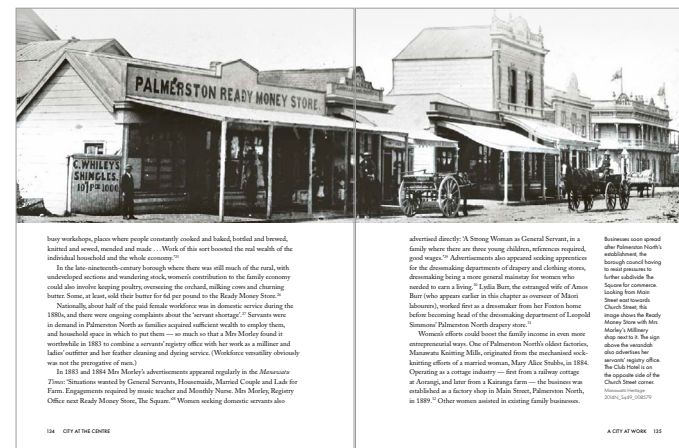 PALMERSTON READY MONEY STORE.
C. WHILEY'S
SHINGLES.
PER 1000
HOTEL
busy workshops, places where people constantly cooked and baked, bottled and brewed,
knitted and sewed, mended and made . . . Work of this sort boosted the real wealth of the
individual household and the whole economy.
In the late-nineteenth-century borough where there was still much of the rural, with
undeveloped sections and wandering stock, women's contribution to the family economy
could also involve keeping poultry, overseeing the orchard, milking cows and churning
butter. Some, at least, sold their butter for 6d per pound to the Ready Money Store.
Nationally, about half of the paid female workforce was in domestic service during the
1880s, and there were ongoing complaints about the 'servant shortage'. Servants were
in demand in Palmerston North as families acquired sufficient wealth to employ them,
and household space in which to put them — so much so that a Mrs Morley found it
worthwhile in 1883 to combine a servants' registry office with her work as a milliner and
ladies' outfitter and her further cleaning and dyeing service. (Workforce versatility obviously
was not the prerogative of men.)
In 1883 and 1884 Mrs Morley's advertisements appeared regularly in the Manawatu
Times: 'Situations wanted by General Servants, Housemaids, Married Couple and Lads for
Farm. Engagements required by music teacher and Monthly Nurse. Mrs Morley, Registry
Office next Ready Money Store, The Square.' Women seeking domestic servants also
124 CITY AT THE CENTRE
advertised directly: 'A Strong Woman as General Servant, in a
family where there are three young children, references required,
good wages.' Advertisements also appeared seeking apprentices
for the dressmaking departments of drapery and clothing stores,
dressmaking being a more general mainstay for women who
needed to earn a living. Lydia Burr, the estranged wife of Amos
Burr (who appears earlier in this chapter as overseer of Māori
labourers), worked first as a dressmaker from her Foxton home
before becoming head of the dressmaking department of Leopold
Simmons' Palmerston North drapery store.
Women's efforts could boost the family income in even more
entrepreneurial ways. One of Palmerston North's oldest factories,
Manawatu Knitting Mills, originated from the mechanised sock-
knitting efforts of a married woman, Mary Alice Snobs, in 1884.
Operating as a cottage industry — first from a railway cottage
at Aorangi, and later from a Kairanga farm — the business was
established as a factory shop in Main Street, Palmerston North,
in 1889. Other women assisted in existing family businesses.
Businesses soon spread
after Palmerston North's
establishment, the
borough council having
to resist pressures to
further subdivide The
Square for commerce.
Looking from Main
Street east towards
Church Street, this
image shows the Ready
Money Store with Mrs
Morley's Millinery
shop next to it. The sign
above the verandah
also advertises her
servants' registry office.
The Club Hotel is on
the opposite side of the
Church Street corner.
Manawatu Heritage
A CITY AT WORK 125